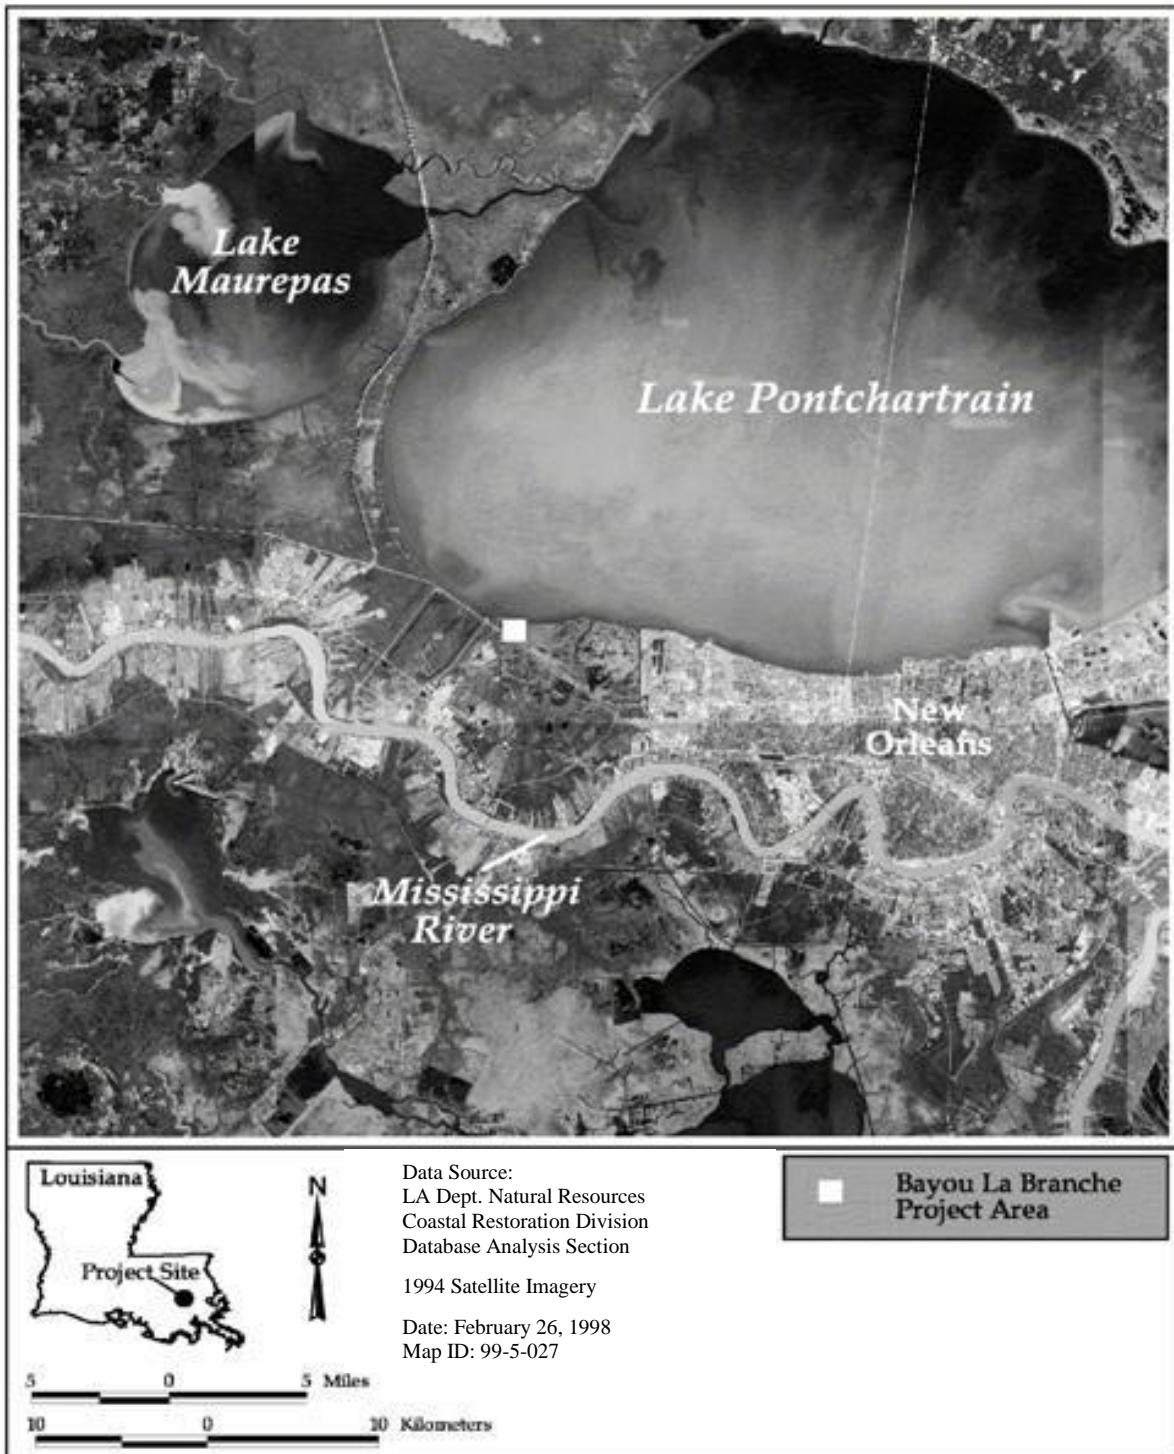 Lake
Maurepas
Lake Pontchartrain
New
Orleans
Mississippi
River
Louisiana
Project Site
N
Data Source:
LA Dept. Natural Resources
Coastal Restoration Division
Database Analysis Section
1994 Satellite Imagery
Date: February 26, 1998
Map ID: 99-5-027
Bayou La Branche
Project Area
5 0 5 Miles
10 0 10 Kilometers